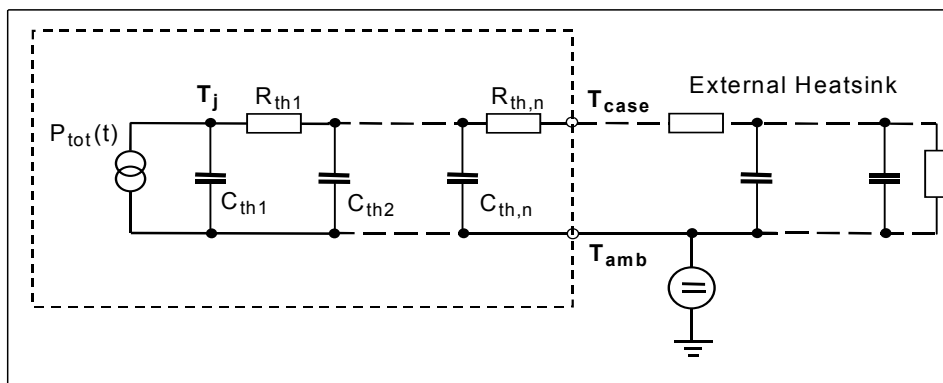 External Heatsink
T_j
R_th1
R_th,n
T_case
P_tot(t)
C_th1
C_th2
C_th,n
T_amb